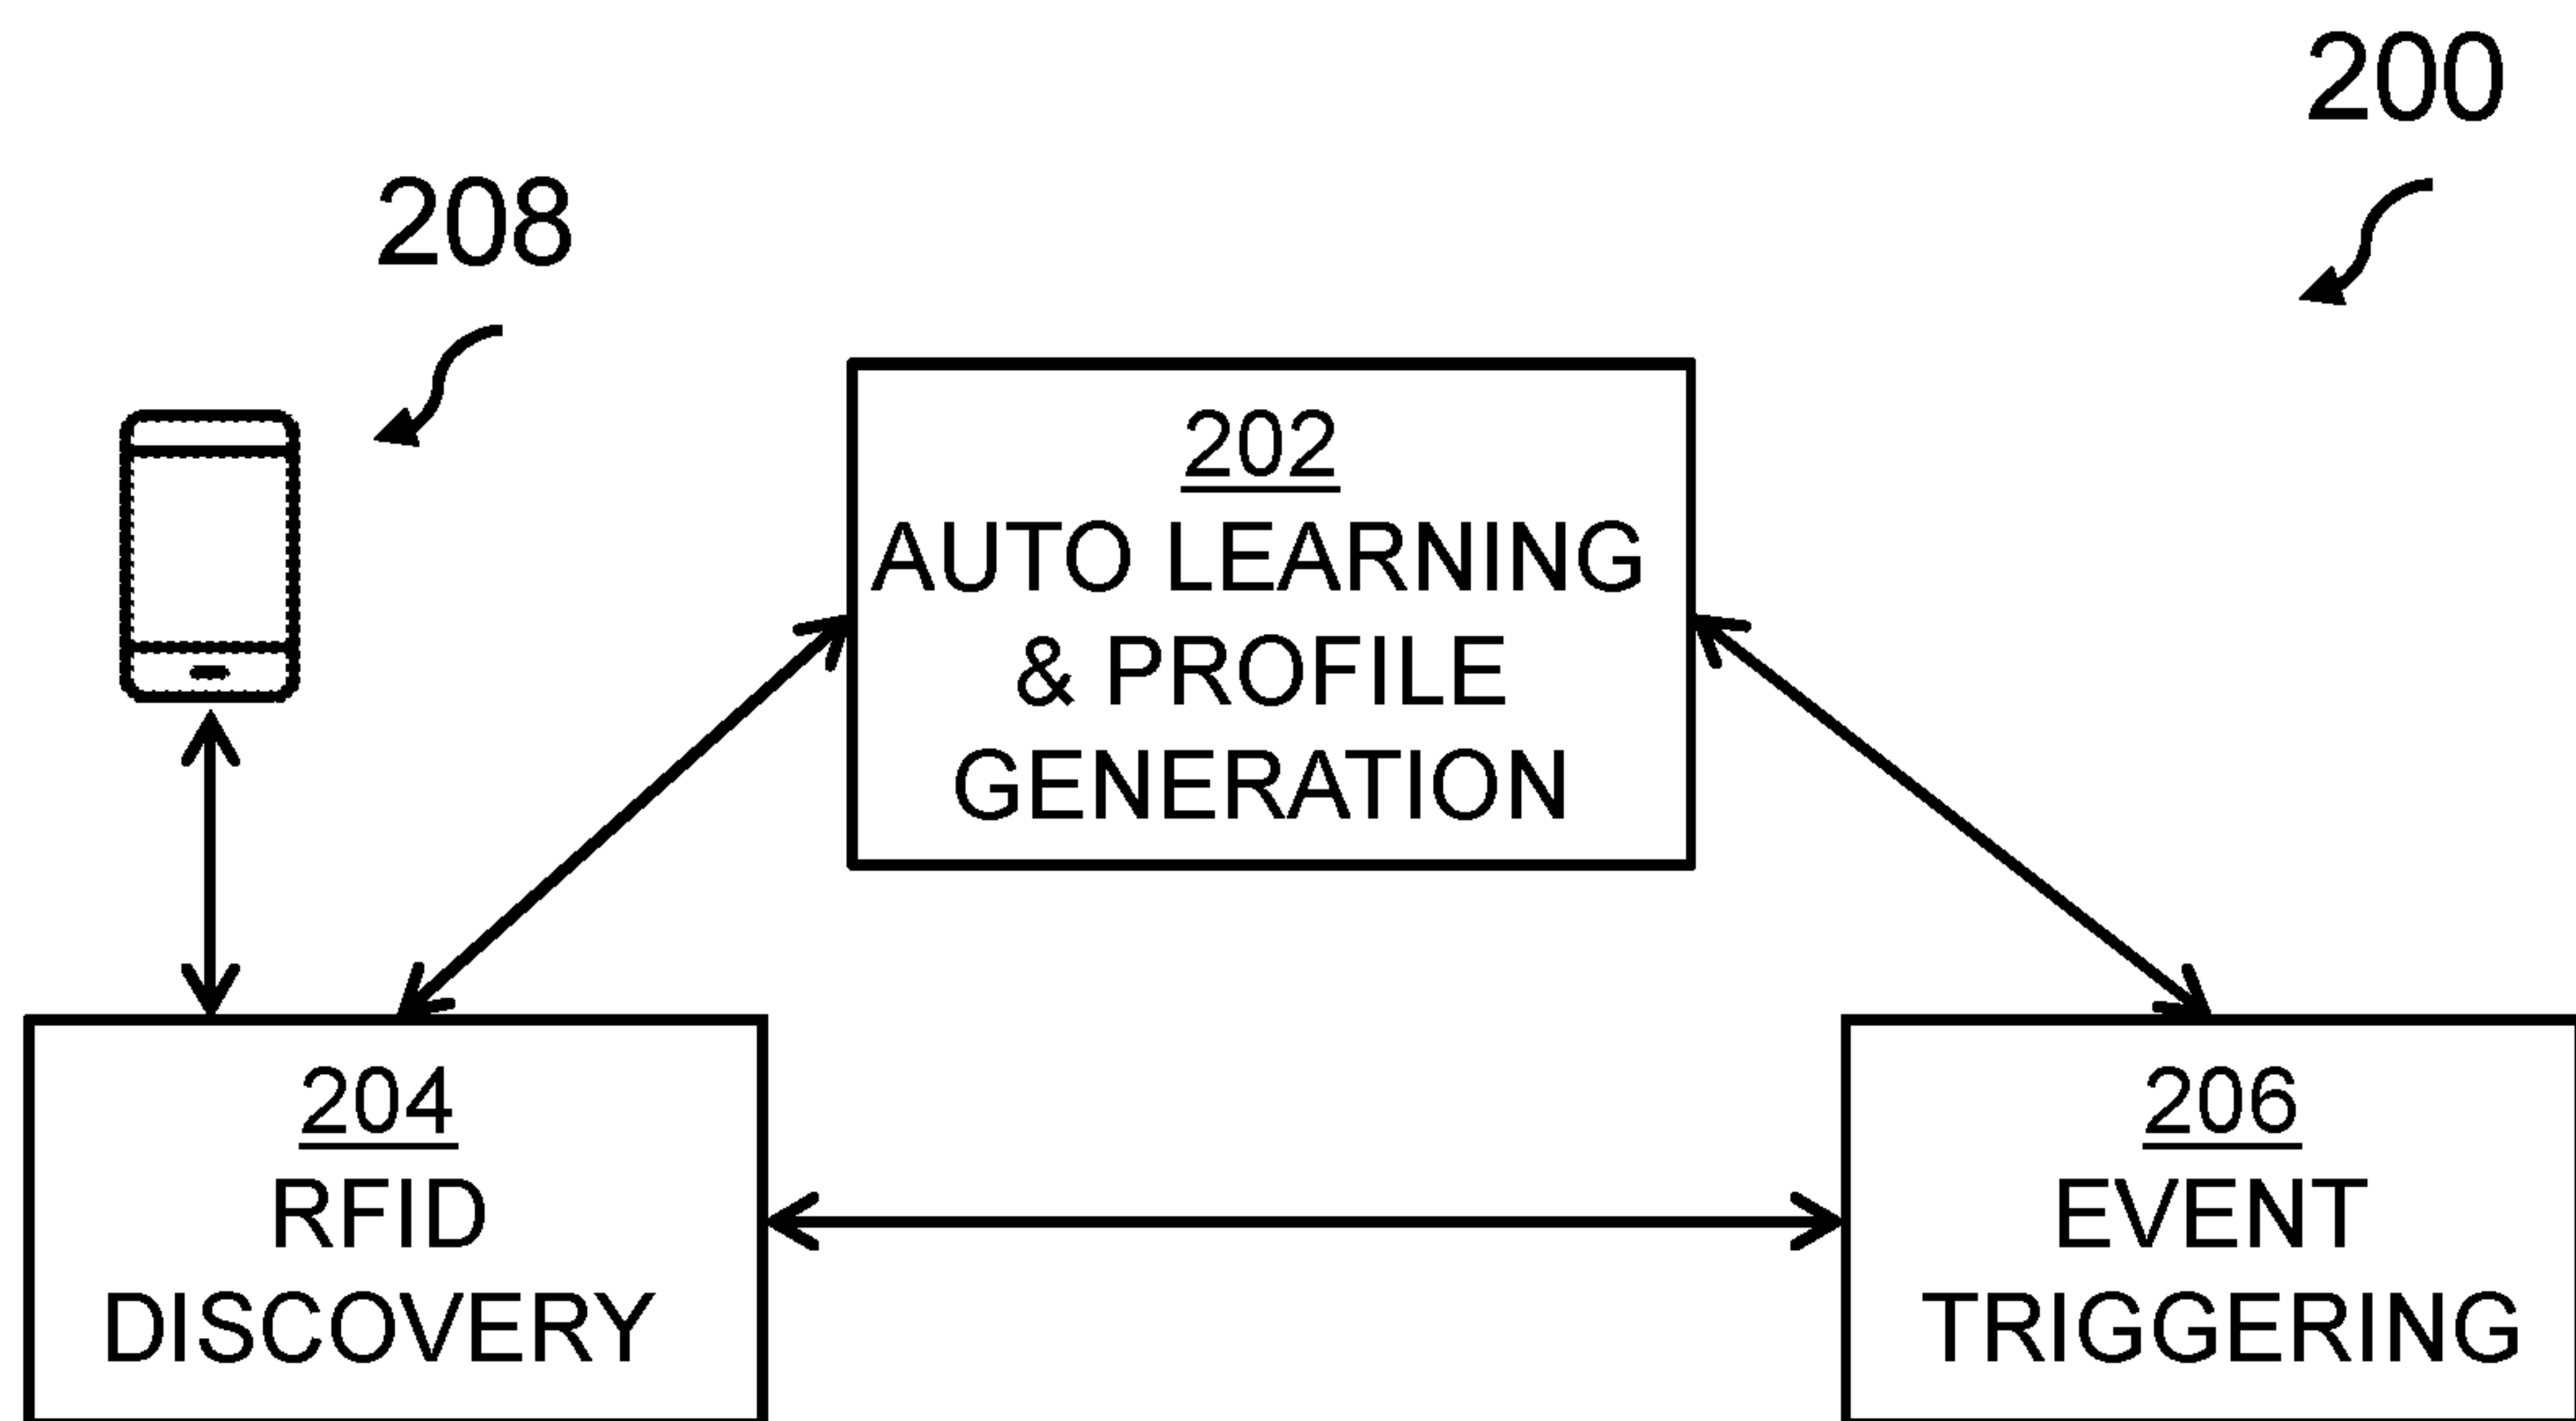 200
208
202
AUTO LEARNING
& PROFILE
GENERATION
204
RFID
DISCOVERY
206
EVENT
TRIGGERING